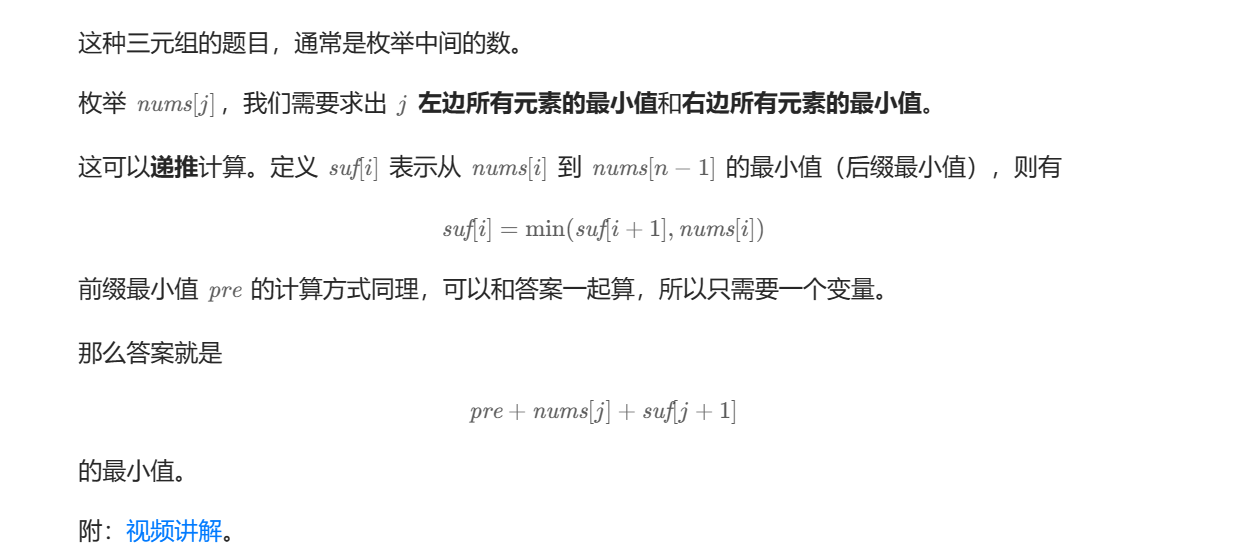 这种三元组的题目，通常是枚举中间的数。
枚举 nums[j]，我们需要求出 j 左边所有元素的最小值和右边所有元素的最小值。
这可以递推计算。定义 suf[i] 表示从 nums[i] 到 nums[n − 1] 的最小值（后缀最小值），则有
suf[i] = min(suf[i + 1], nums[i])
前缀最小值 pre 的计算方式同理，可以和答案一起算，所以只需要一个变量。
那么答案就是
pre + nums[j] + suf[j + 1]
的最小值。
附：视频讲解。